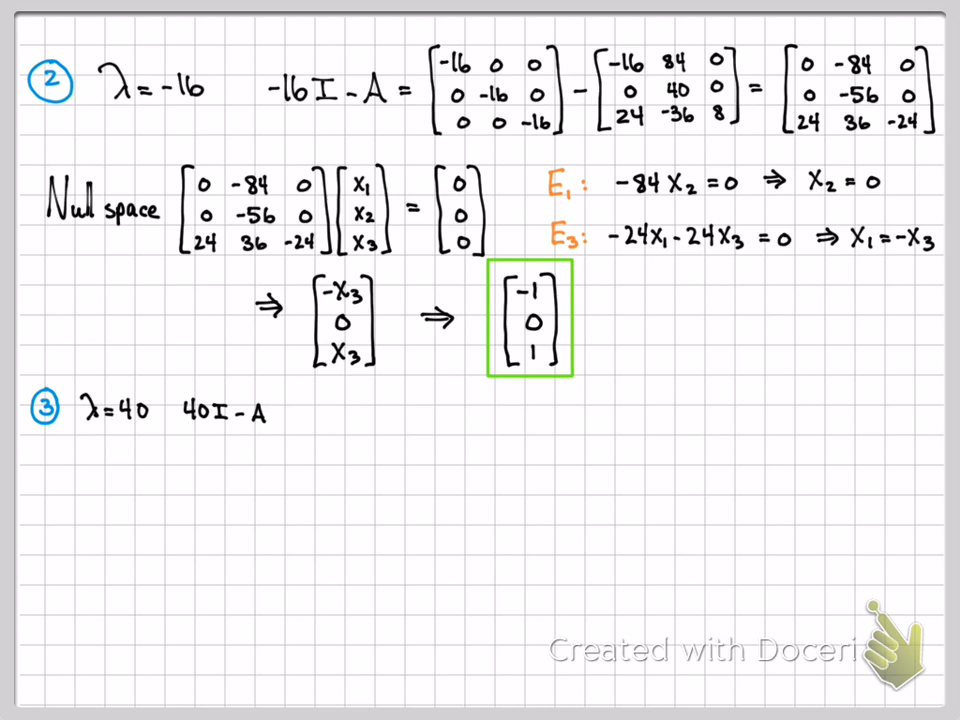 ② λ = -16 -16I - A = [-16 0 0; 0 -16 0; 0 0 -16] - [-16 84 0; 0 40 0; 24 -36 8] = [0 -84 0; 0 -56 0; 24 36 -24]
Null space [0 -84 0; 0 -56 0; 24 36 -24] [x₁; x₂; x₃] = [0; 0; 0]
E₁: -84x₂ = 0 ⇒ x₂ = 0
E₃: -24x₁ - 24x₃ = 0 ⇒ x₁ = -x₃
⇒ [-x₃; 0; x₃] ⇒ [-1; 0; 1]
③ λ = 40 40I - A
Created with Doceri